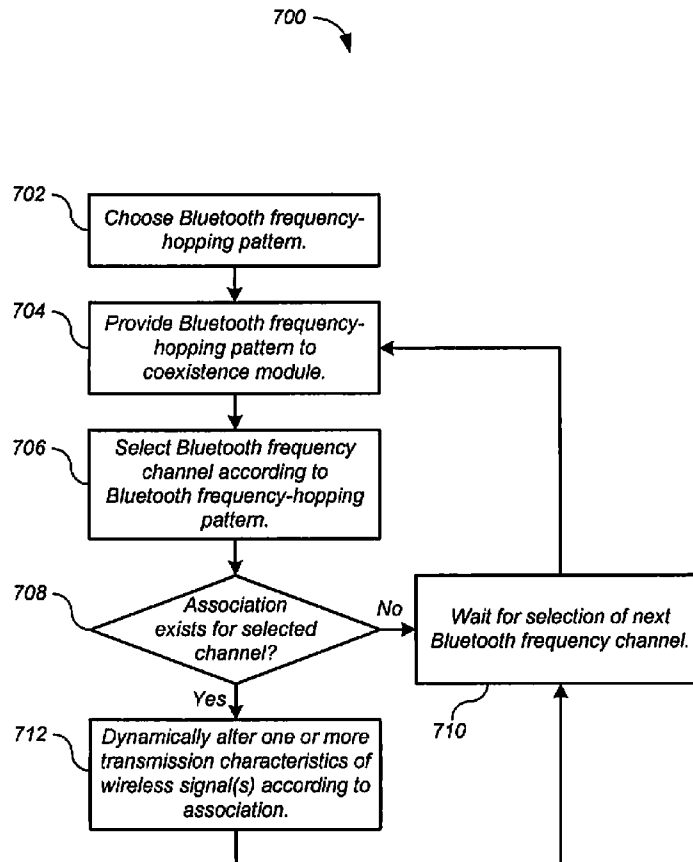 700
702
Choose Bluetooth frequency-
hopping pattern.
704
Provide Bluetooth frequency-
hopping pattern to
coexistence module.
706
Select Bluetooth frequency
channel according to
Bluetooth frequency-hopping
pattern.
708
Association
exists for selected
channel?
No
Wait for selection of next
Bluetooth frequency channel.
710
Yes
712
Dynamically alter one or more
transmission characteristics of
wireless signal(s) according to
association.